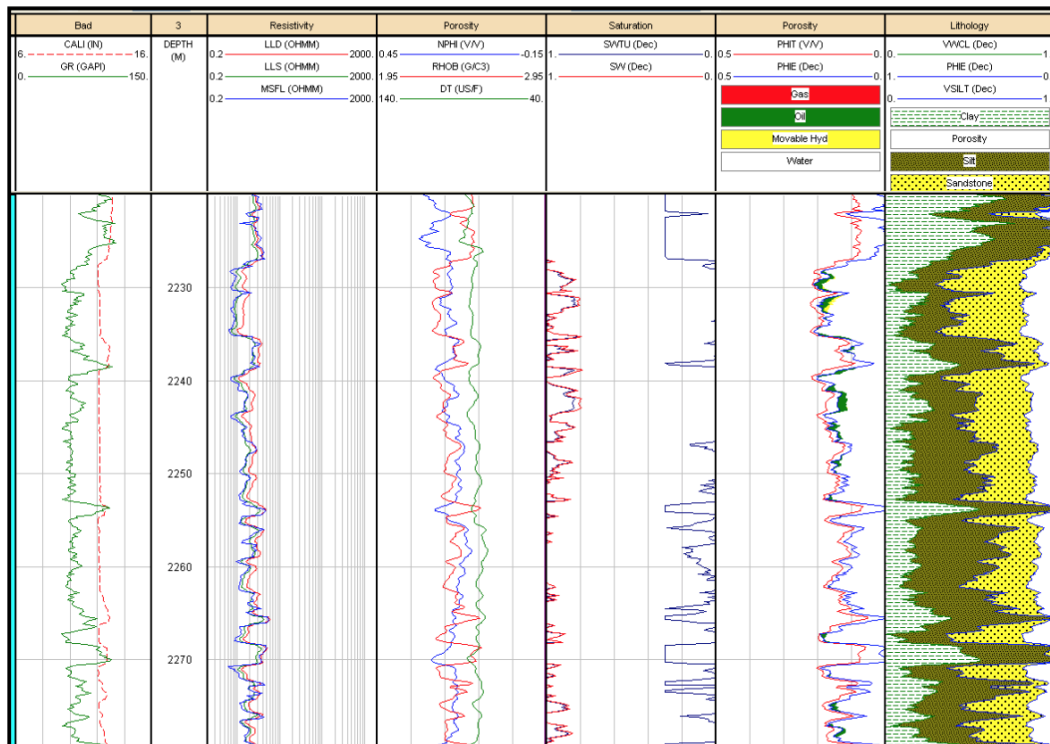 Bad 3 Resistivity Porosity Saturation Porosity Lithology
CALI (IN) DEPTH LLD (OHMM) NPHI (V/V) SWTU (Dec) PHIT (V/V) VWCL (Dec)
6. 16. (M) 0.2 2000. 0.45 -0.15 1. 0. 0.5 0. 0. 1.
GR (GAPI) LLS (OHMM) RHOB (G/C3) SW (Dec) PHIE (V/V) PHIE (Dec)
0. 150. 0.2 2000. 1.95 2.95 1. 0. 0.5 0. 1. 0.
MSFL (OHMM) DT (US/F) Gas VSILT (Dec)
0.2 2000. 140. 40. 0. 1.
Oil Clay
Movable Hyd Porosity
Water Silt
Sandstone
2230
2240
2250
2260
2270